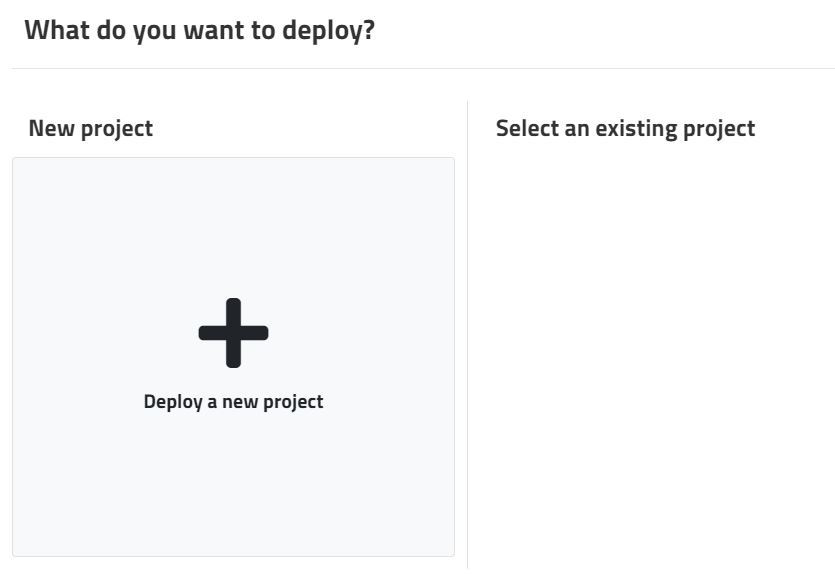 What do you want to deploy?
New project
Select an existing project
Deploy a new project